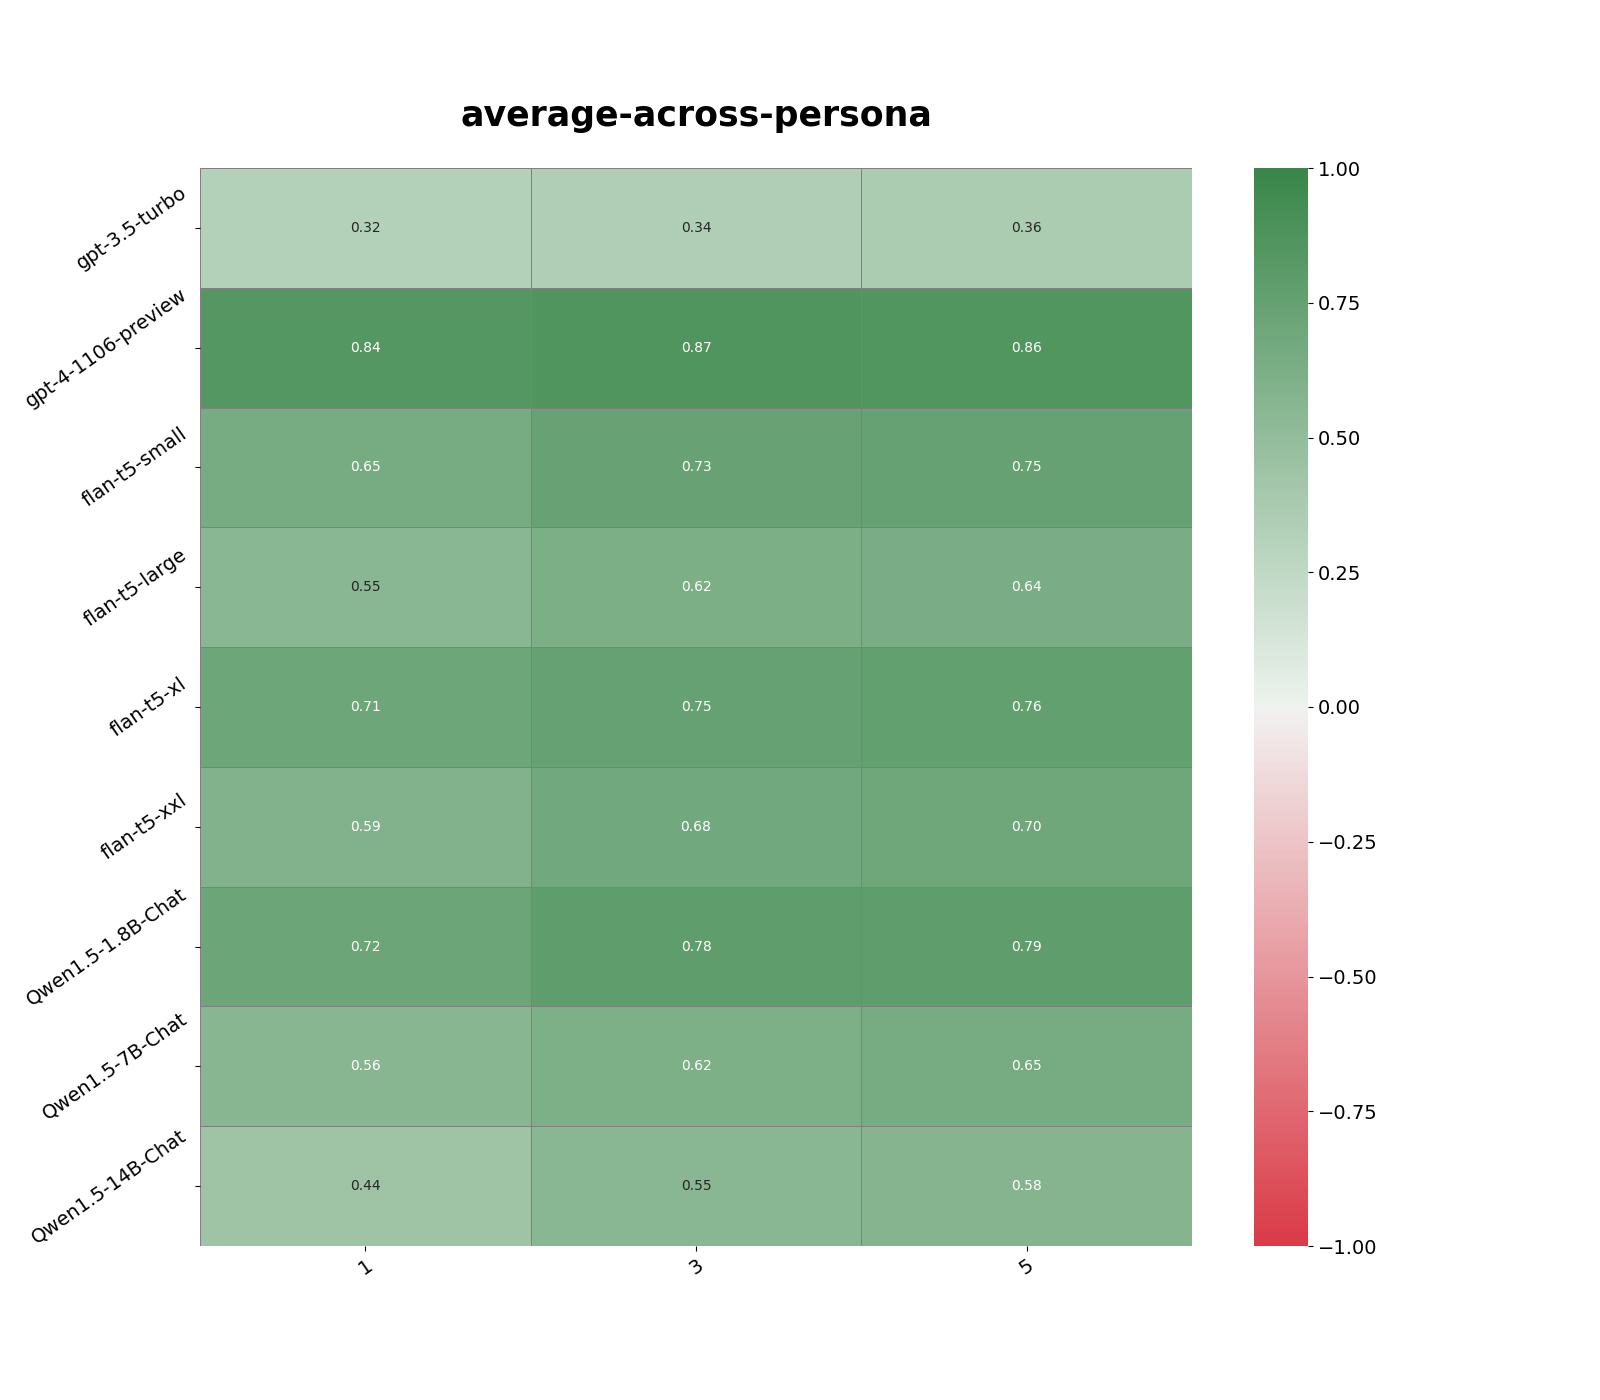 average-across-persona
gpt-3.5-turbo 0.32 0.34 0.36
gpt-4-1106-preview 0.84 0.87 0.86
flan-t5-small 0.65 0.73 0.75
flan-t5-large 0.55 0.62 0.64
flan-t5-xl 0.71 0.75 0.76
flan-t5-xxl 0.59 0.68 0.70
Qwen1.5-1.8B-Chat 0.72 0.78 0.79
Qwen1.5-7B-Chat 0.56 0.62 0.65
Qwen1.5-14B-Chat 0.44 0.55 0.58
1 3 5
1.00
0.75
0.50
0.25
0.00
−0.25
−0.50
−0.75
−1.00